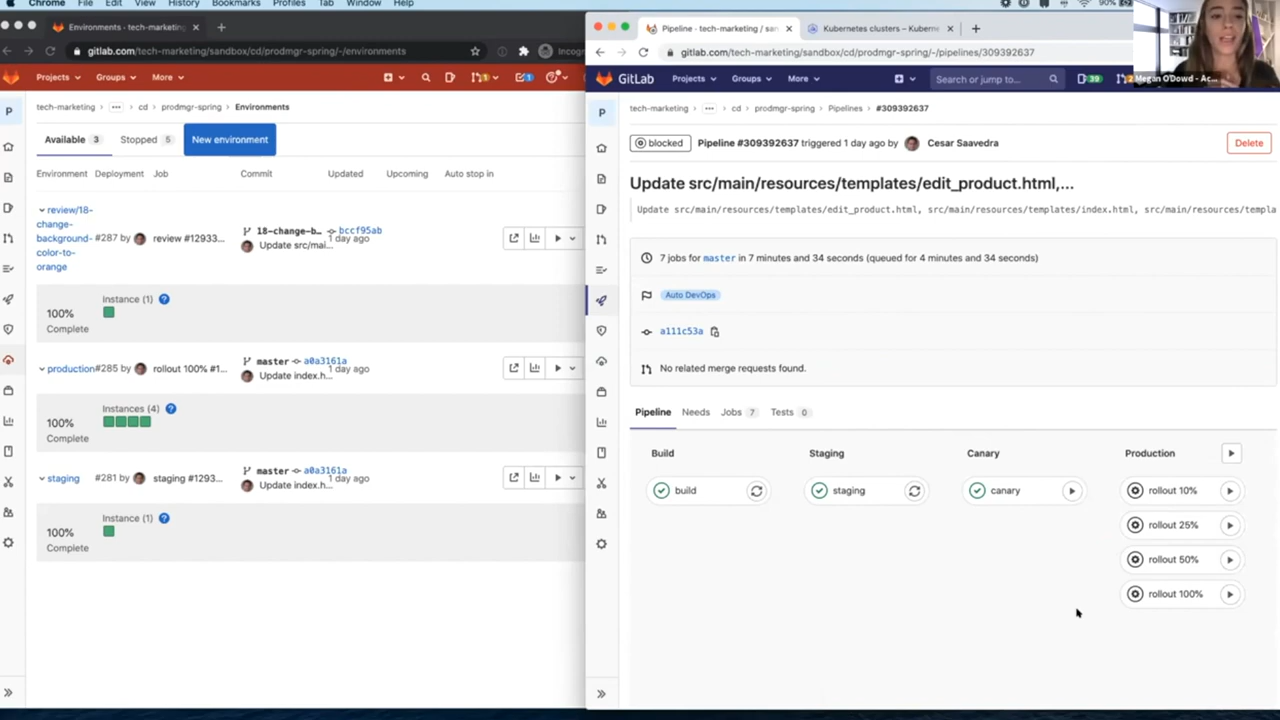 Chrome File Edit View History Bookmarks Profiles Tab Window Help
90%
Environments - tech-marketing
gitlab.com/tech-marketing/sandbox/cd/prodmgr-spring/-/environments
Incog
Projects Groups More
1
1
P
tech-marketing > ... > cd > prodmgr-spring > Environments
Available 3 Stopped 5 New environment
Environment Deployment Job Commit Updated Upcoming Auto stop in
review/18-
change-
background-
color-to-
orange
#287 by review #12933... 18-change-b... bccf95ab
Update src/mai... 1 day ago
100%
Complete
Instance (1) ?
production #285 by rollout 100% #1... master a0a3161a
Update index.h... 1 day ago
100%
Complete
Instances (4) ?
staging #281 by staging #1293... master a0a3161a
Update index.h... 1 day ago
100%
Complete
Instance (1) ?
Pipeline · tech-marketing / san Kubernetes clusters – Kuberne
gitlab.com/tech-marketing/sandbox/cd/prodmgr-spring/-/pipelines/309392637
GitLab Projects Groups More Search or jump to... 39 2
Megan O'Dowd - Ac...
P
tech-marketing > ... > cd > prodmgr-spring > Pipelines > #309392637
blocked Pipeline #309392637 triggered 1 day ago by Cesar Saavedra Delete
Update src/main/resources/templates/edit_product.html,...
Update src/main/resources/templates/edit_product.html, src/main/resources/templates/index.html, src/main/resources/templa
7 jobs for master in 7 minutes and 34 seconds (queued for 4 minutes and 34 seconds)
Auto DevOps
a111c53a
No related merge requests found.
Pipeline Needs Jobs 7 Tests 0
Build Staging Canary Production
build staging canary rollout 10%
rollout 25%
rollout 50%
rollout 100%